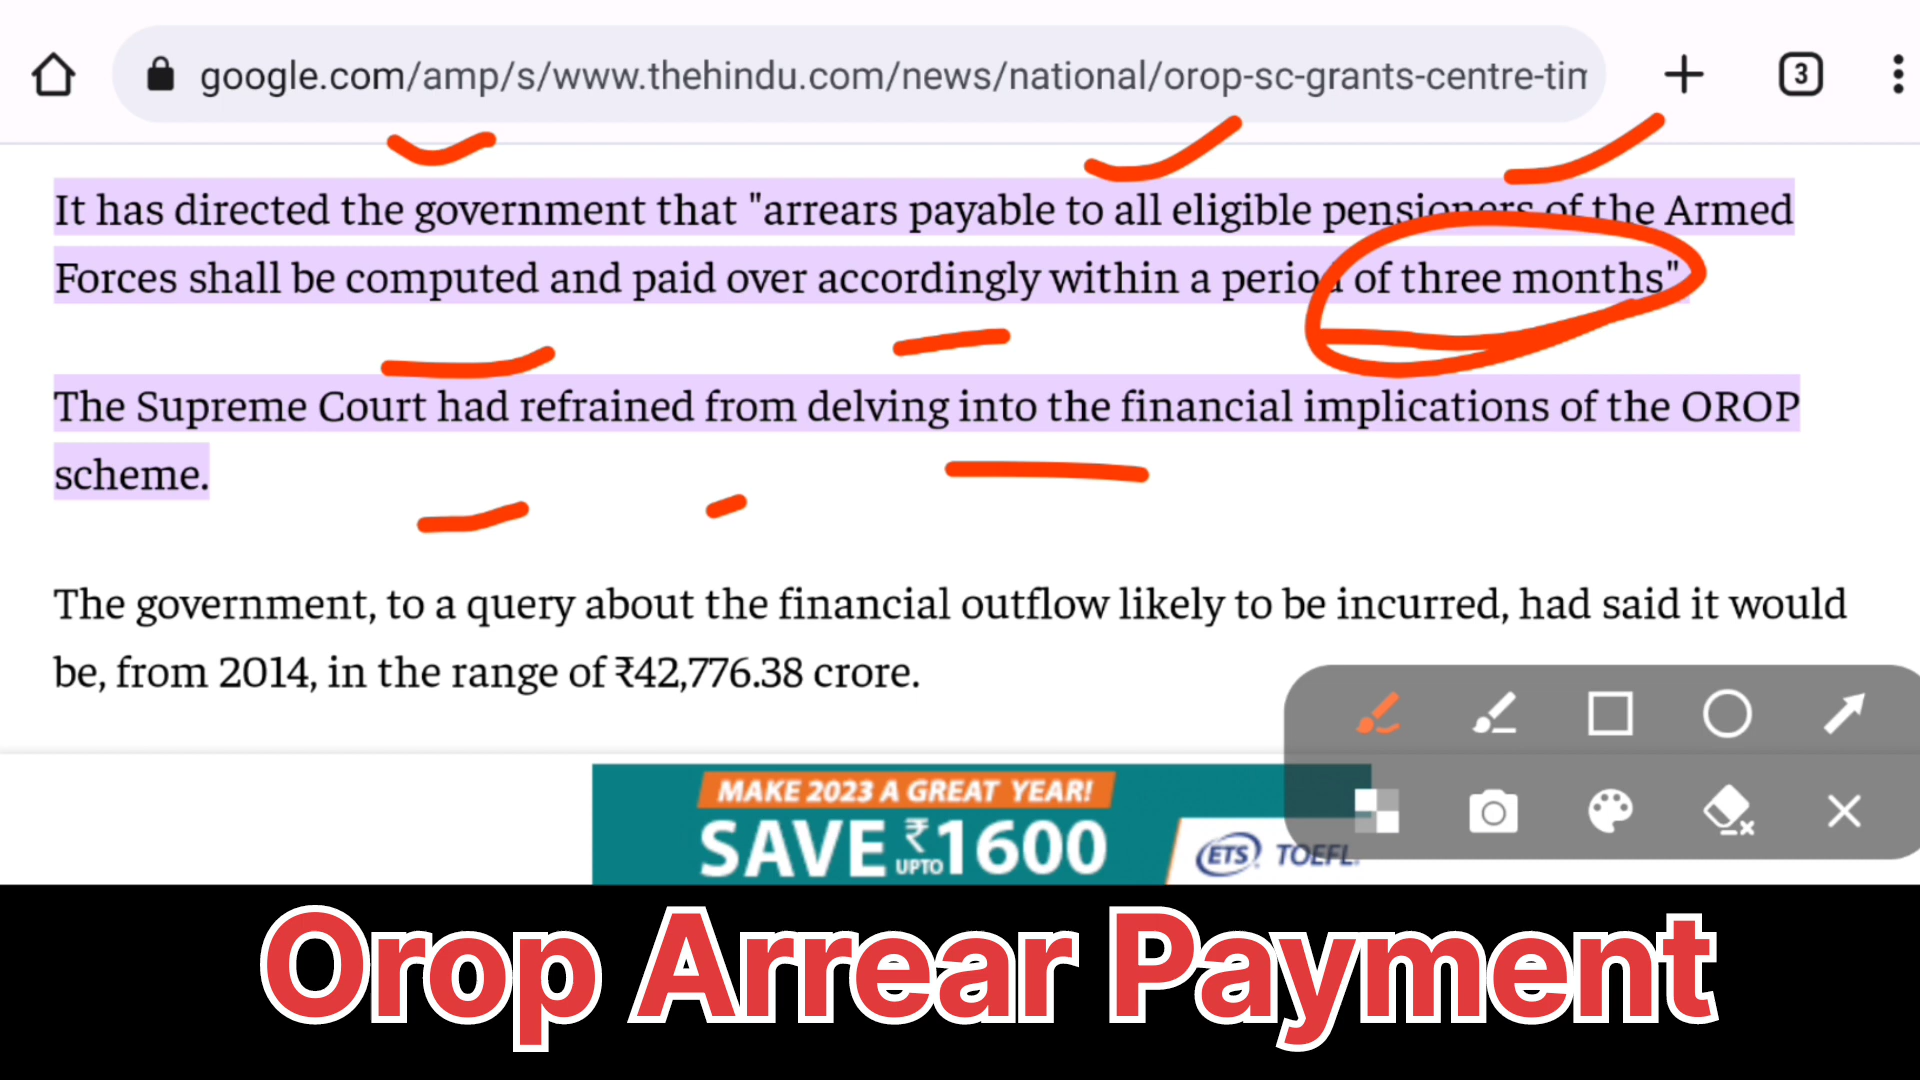 google.com/amp/s/www.thehindu.com/news/national/orop-sc-grants-centre-tim
3
It has directed the government that "arrears payable to all eligible pensioners of the Armed
Forces shall be computed and paid over accordingly within a period of three months"
The Supreme Court had refrained from delving into the financial implications of the OROP
scheme.
The government, to a query about the financial outflow likely to be incurred, had said it would
be, from 2014, in the range of ₹42,776.38 crore.
MAKE 2023 A GREAT YEAR!
SAVE UPTO ₹1600
ETS TOEFL.
Orop Arrear Payment